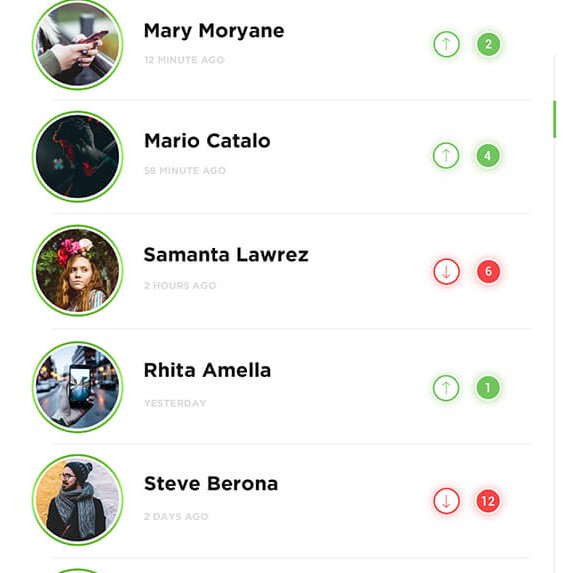 Mary Moryane
2
12 MINUTE AGO
Mario Catalo
4
58 MINUTE AGO
Samanta Lawrez
6
2 HOURS AGO
Rhita Amella
1
YESTERDAY
Steve Berona
12
2 DAYS AGO